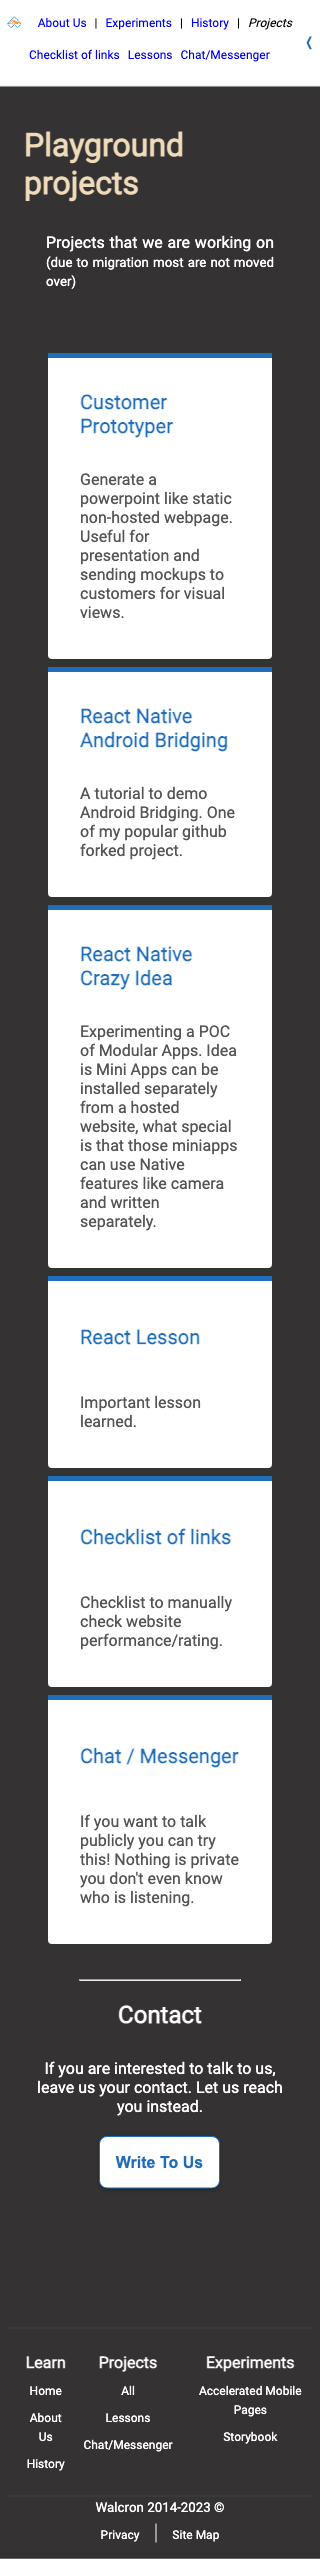 About Us | Experiments | History | Projects
Checklist of links Lessons Chat/Messenger
Playground
projects
Projects that we are working on
(due to migration most are not moved
over)
Customer
Prototyper
Generate a
powerpoint like static
non-hosted webpage.
Useful for
presentation and
sending mockups to
customers for visual
views.
React Native
Android Bridging
A tutorial to demo
Android Bridging. One
of my popular github
forked project.
React Native
Crazy Idea
Experimenting a POC
of Modular Apps. Idea
is Mini Apps can be
installed separately
from a hosted
website, what special
is that those miniapps
can use Native
features like camera
and written
separately.
React Lesson
Important lesson
learned.
Checklist of links
Checklist to manually
check website
performance/rating.
Chat / Messenger
If you want to talk
publicly you can try
this! Nothing is private
you don't even know
who is listening.
Contact
If you are interested to talk to us,
leave us your contact. Let us reach
you instead.
Write To Us
Learn
Home
About
Us
History
Projects
All
Lessons
Chat/Messenger
Experiments
Accelerated Mobile
Pages
Storybook
Walcron 2014-2023 ©
Privacy | Site Map